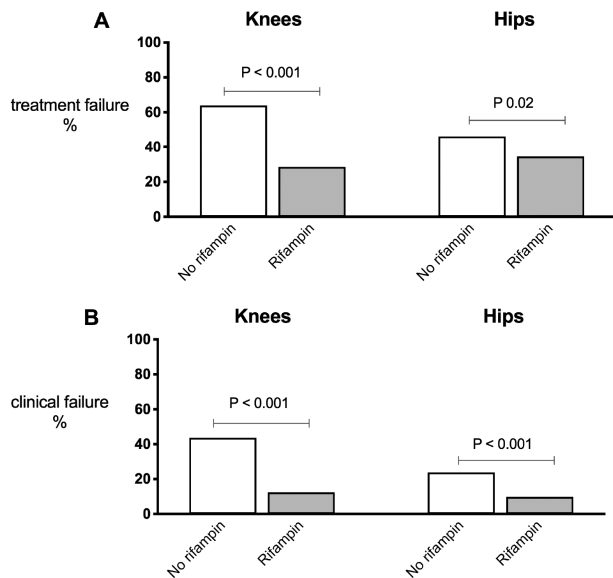 A
Knees
Hips
100
80
60
40
20
0
treatment failure
%
P < 0.001
P 0.02
No rifampin
Rifampin
No rifampin
Rifampin
B
Knees
Hips
100
80
60
40
20
0
clinical failure
%
P < 0.001
P < 0.001
No rifampin
Rifampin
No rifampin
Rifampin